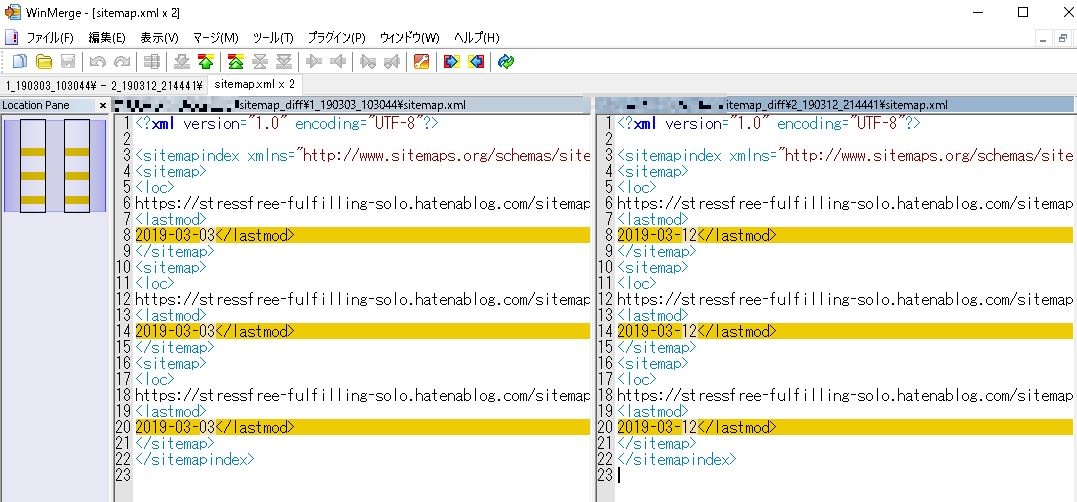 WinMerge - [sitemap.xml x 2]
ファイル(F) 編集(E) 表示(V) マージ(M) ツール(T) プラグイン(P) ウィンドウ(W) ヘルプ(H)
1_190303_103044¥ - 2_190312_214441¥ sitemap.xml x 2
Location Pane x
sitemap_diff¥1_190303_103044¥sitemap.xml
1 <?xml version="1.0" encoding="UTF-8"?>
2
3 <sitemapindex xmlns="http://www.sitemaps.org/schemas/site
4 <sitemap>
5 <loc>
6 https://stressfree-fulfilling-solo.hatenablog.com/sitemap
7 <lastmod>
8 2019-03-03</lastmod>
9 </sitemap>
10 <sitemap>
11 <loc>
12 https://stressfree-fulfilling-solo.hatenablog.com/sitemap
13 <lastmod>
14 2019-03-03</lastmod>
15 </sitemap>
16 <sitemap>
17 <loc>
18 https://stressfree-fulfilling-solo.hatenablog.com/sitemap
19 <lastmod>
20 2019-03-03</lastmod>
21 </sitemap>
22 </sitemapindex>
23
itemap_diff¥2_190312_214441¥sitemap.xml
1 <?xml version="1.0" encoding="UTF-8"?>
2
3 <sitemapindex xmlns="http://www.sitemaps.org/schemas/site
4 <sitemap>
5 <loc>
6 https://stressfree-fulfilling-solo.hatenablog.com/sitemap
7 <lastmod>
8 2019-03-12</lastmod>
9 </sitemap>
10 <sitemap>
11 <loc>
12 https://stressfree-fulfilling-solo.hatenablog.com/sitemap
13 <lastmod>
14 2019-03-12</lastmod>
15 </sitemap>
16 <sitemap>
17 <loc>
18 https://stressfree-fulfilling-solo.hatenablog.com/sitemap
19 <lastmod>
20 2019-03-12</lastmod>
21 </sitemap>
22 </sitemapindex>
23